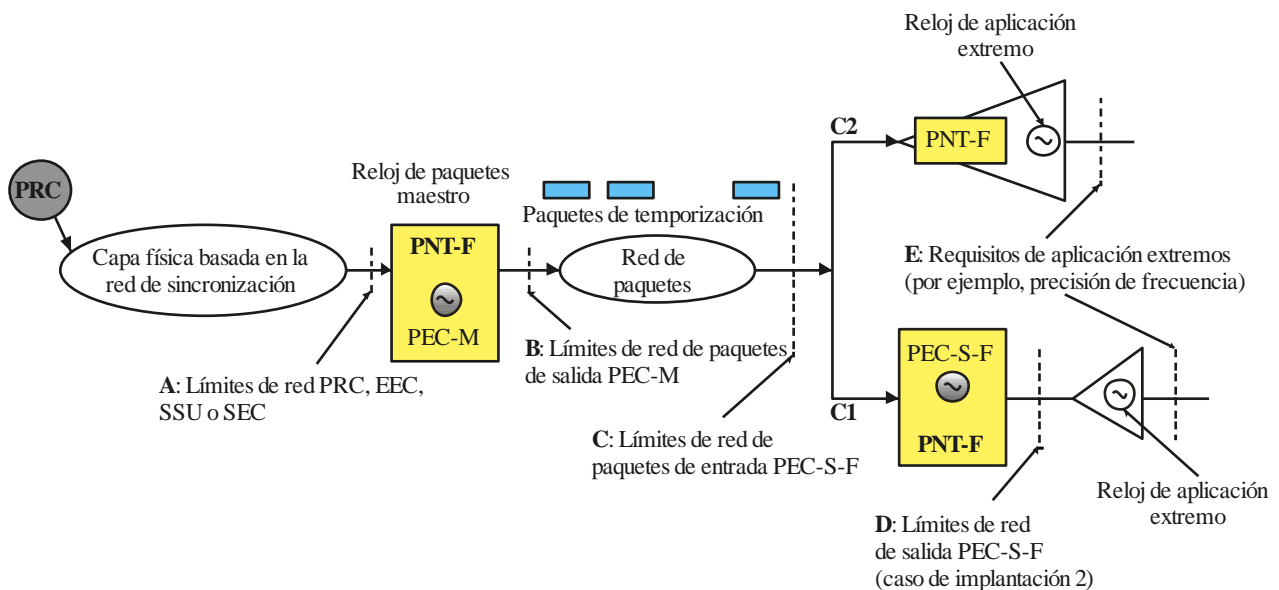 Reloj de aplicación
extremo
C2
PNT-F
PRC
Reloj de paquetes
maestro
Paquetes de temporización
Capa física basada en la
red de sincronización
PNT-F
PEC-M
Red de
paquetes
E: Requisitos de aplicación extremos
(por ejemplo, precisión de frecuencia)
A: Límites de red PRC, EEC,
SSU o SEC
B: Límites de red de paquetes
de salida PEC-M
C: Límites de red de
paquetes de entrada PEC-S-F
C1
PEC-S-F
PNT-F
Reloj de aplicación
extremo
D: Límites de red
de salida PEC-S-F
(caso de implantación 2)